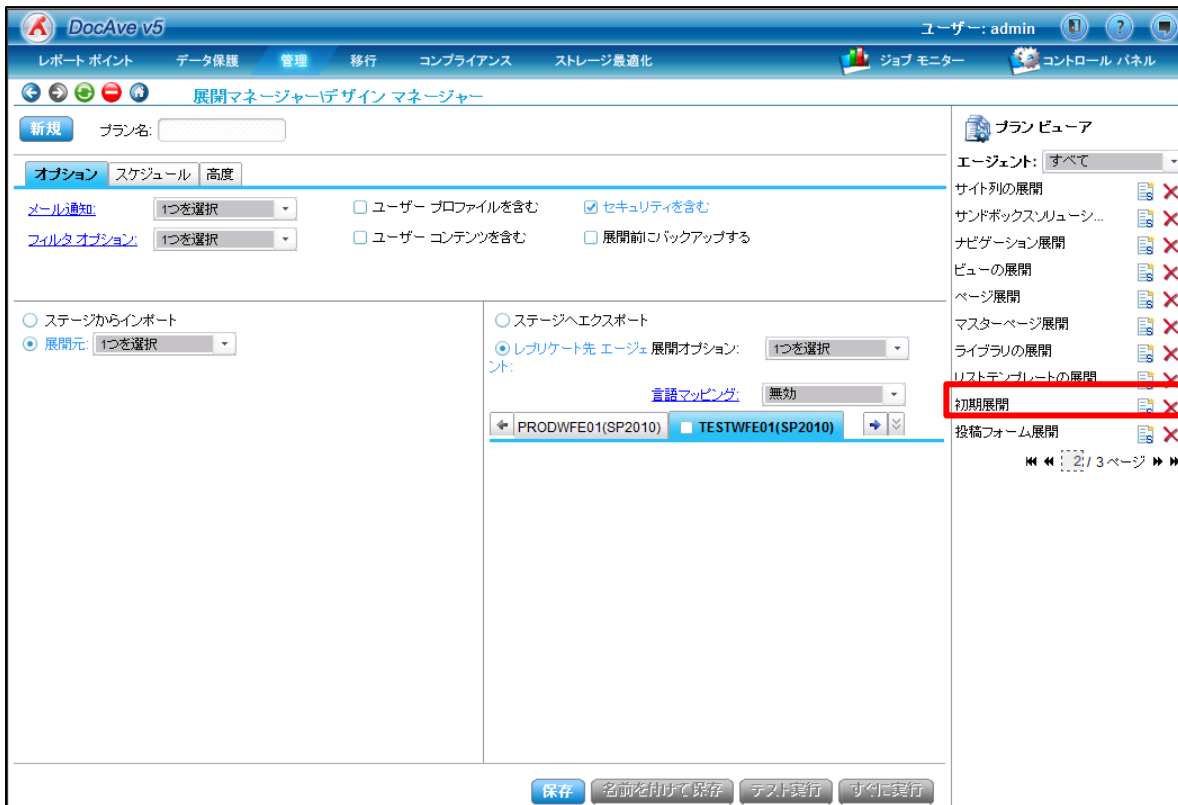 DocAve v5
ユーザー: admin
レポート ポイント データ保護 管理 移行 コンプライアンス ストレージ最適化 ジョブ モニター コントロール パネル
展開マネージャー\デザイン マネージャー
新規 プラン名:
オプション スケジュール 高度
メール通知: 1つを選択 ユーザー プロファイルを含む セキュリティを含む
フィルタ オプション: 1つを選択 ユーザー コンテンツを含む 展開前にバックアップする
ステージからインポート
展開元: 1つを選択
ステージへエクスポート
レプリケート先 エージェ 展開オプション: 1つを選択
ント:
言語マッピング: 無効
PRODWFE01(SP2010) TESTWFE01(SP2010)
保存 名前を付けて保存 テスト実行 すぐに実行
プラン ビューア
エージェント: すべて
サイト列の展開
サンドボックスソリューシ...
ナビゲーション展開
ビューの展開
ページ展開
マスターページ展開
ライブラリの展開
リストテンプレートの展開
初期展開
投稿フォーム展開
2 / 3 ページ